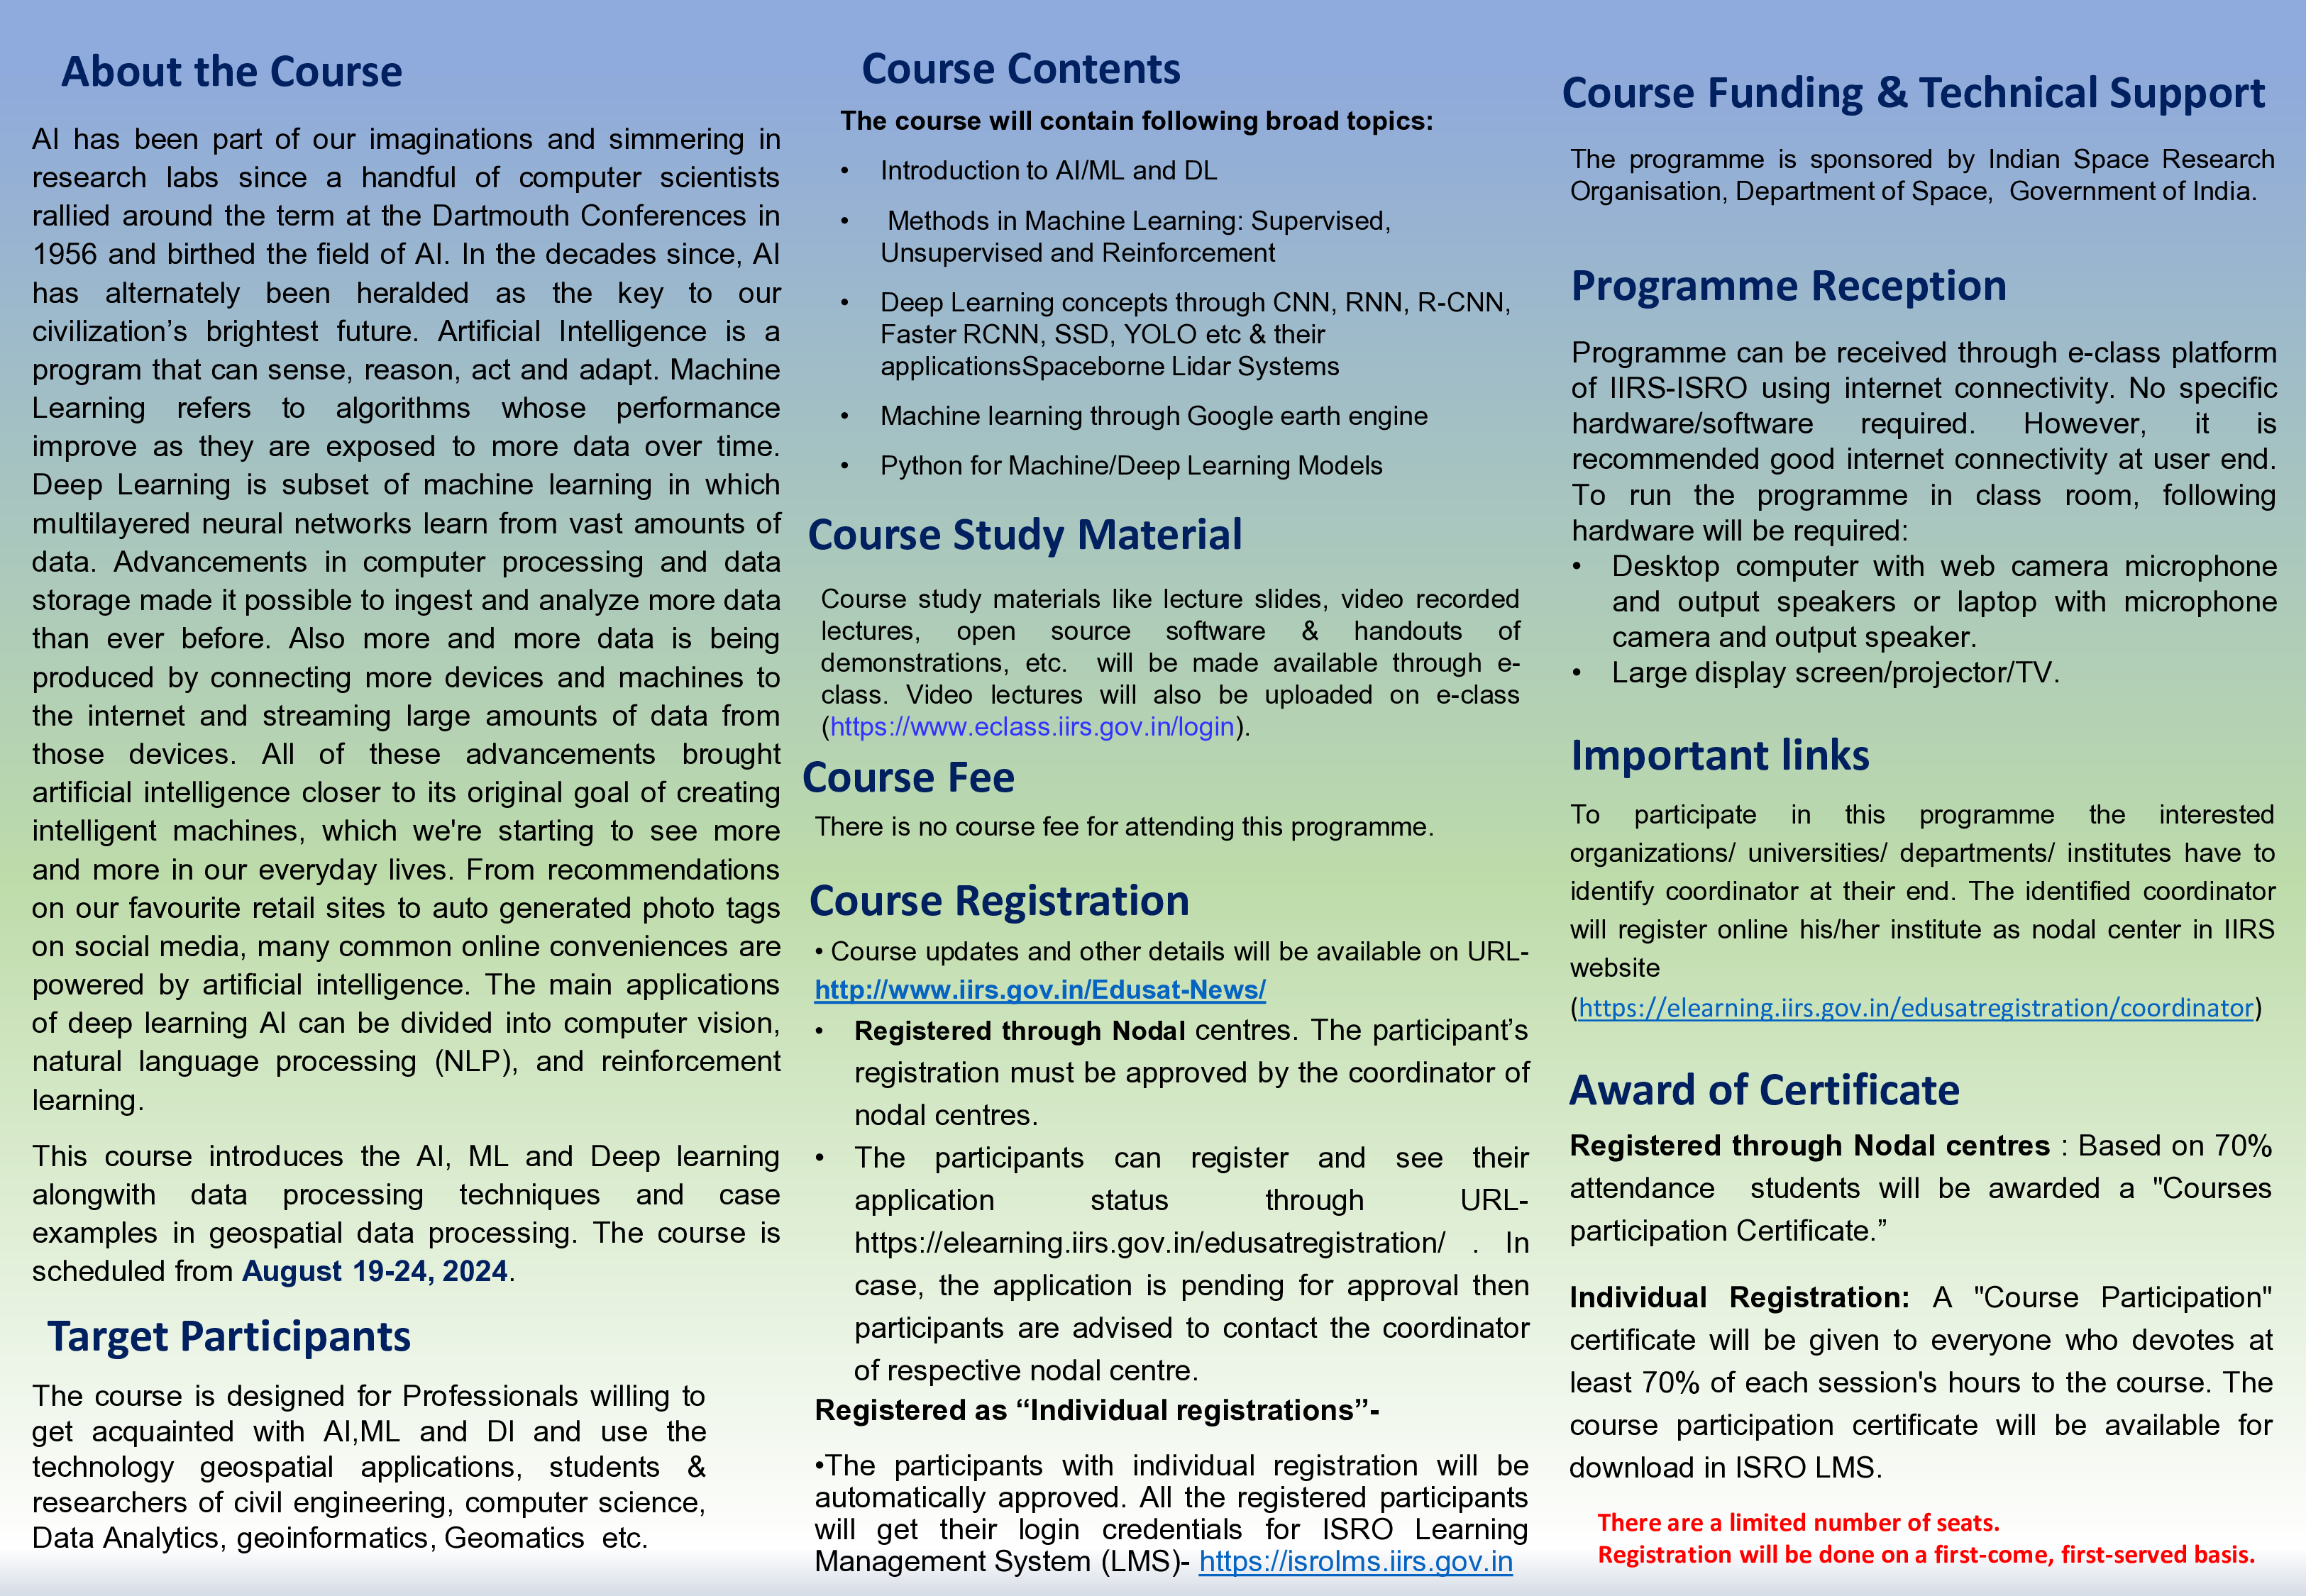 About the Course
AI has been part of our imaginations and simmering in
research labs since a handful of computer scientists
rallied around the term at the Dartmouth Conferences in
1956 and birthed the field of AI. In the decades since, AI
has alternately been heralded as the key to our
civilization’s brightest future. Artificial Intelligence is a
program that can sense, reason, act and adapt. Machine
Learning refers to algorithms whose performance
improve as they are exposed to more data over time.
Deep Learning is subset of machine learning in which
multilayered neural networks learn from vast amounts of
data. Advancements in computer processing and data
storage made it possible to ingest and analyze more data
than ever before. Also more and more data is being
produced by connecting more devices and machines to
the internet and streaming large amounts of data from
those devices. All of these advancements brought
artificial intelligence closer to its original goal of creating
intelligent machines, which we're starting to see more
and more in our everyday lives. From recommendations
on our favourite retail sites to auto generated photo tags
on social media, many common online conveniences are
powered by artificial intelligence. The main applications
of deep learning AI can be divided into computer vision,
natural language processing (NLP), and reinforcement
learning.
This course introduces the AI, ML and Deep learning
alongwith data processing techniques and case
examples in geospatial data processing. The course is
scheduled from August 19-24, 2024.
Target Participants
The course is designed for Professionals willing to
get acquainted with AI,ML and DI and use the
technology geospatial applications, students &
researchers of civil engineering, computer science,
Data Analytics, geoinformatics, Geomatics etc.
Course Contents
The course will contain following broad topics:
• Introduction to AI/ML and DL
• Methods in Machine Learning: Supervised,
Unsupervised and Reinforcement
• Deep Learning concepts through CNN, RNN, R-CNN,
Faster RCNN, SSD, YOLO etc & their
applicationsSpaceborne Lidar Systems
• Machine learning through Google earth engine
• Python for Machine/Deep Learning Models
Course Study Material
Course study materials like lecture slides, video recorded
lectures, open source software & handouts of
demonstrations, etc. will be made available through e-
class. Video lectures will also be uploaded on e-class
(https://www.eclass.iirs.gov.in/login).
Course Fee
There is no course fee for attending this programme.
Course Registration
• Course updates and other details will be available on URL-
http://www.iirs.gov.in/Edusat-News/
• Registered through Nodal centres. The participant’s
registration must be approved by the coordinator of
nodal centres.
• The participants can register and see their
application status through URL-
https://elearning.iirs.gov.in/edusatregistration/ . In
case, the application is pending for approval then
participants are advised to contact the coordinator
of respective nodal centre.
Registered as “Individual registrations”-
•The participants with individual registration will be
automatically approved. All the registered participants
will get their login credentials for ISRO Learning
Management System (LMS)- https://isrolms.iirs.gov.in
Course Funding & Technical Support
The programme is sponsored by Indian Space Research
Organisation, Department of Space, Government of India.
Programme Reception
Programme can be received through e-class platform
of IIRS-ISRO using internet connectivity. No specific
hardware/software required. However, it is
recommended good internet connectivity at user end.
To run the programme in class room, following
hardware will be required:
• Desktop computer with web camera microphone
and output speakers or laptop with microphone
camera and output speaker.
• Large display screen/projector/TV.
Important links
To participate in this programme the interested
organizations/ universities/ departments/ institutes have to
identify coordinator at their end. The identified coordinator
will register online his/her institute as nodal center in IIRS
website
(https://elearning.iirs.gov.in/edusatregistration/coordinator)
Award of Certificate
Registered through Nodal centres : Based on 70%
attendance students will be awarded a "Courses
participation Certificate.”
Individual Registration: A "Course Participation"
certificate will be given to everyone who devotes at
least 70% of each session's hours to the course. The
course participation certificate will be available for
download in ISRO LMS.
There are a limited number of seats.
Registration will be done on a first-come, first-served basis.